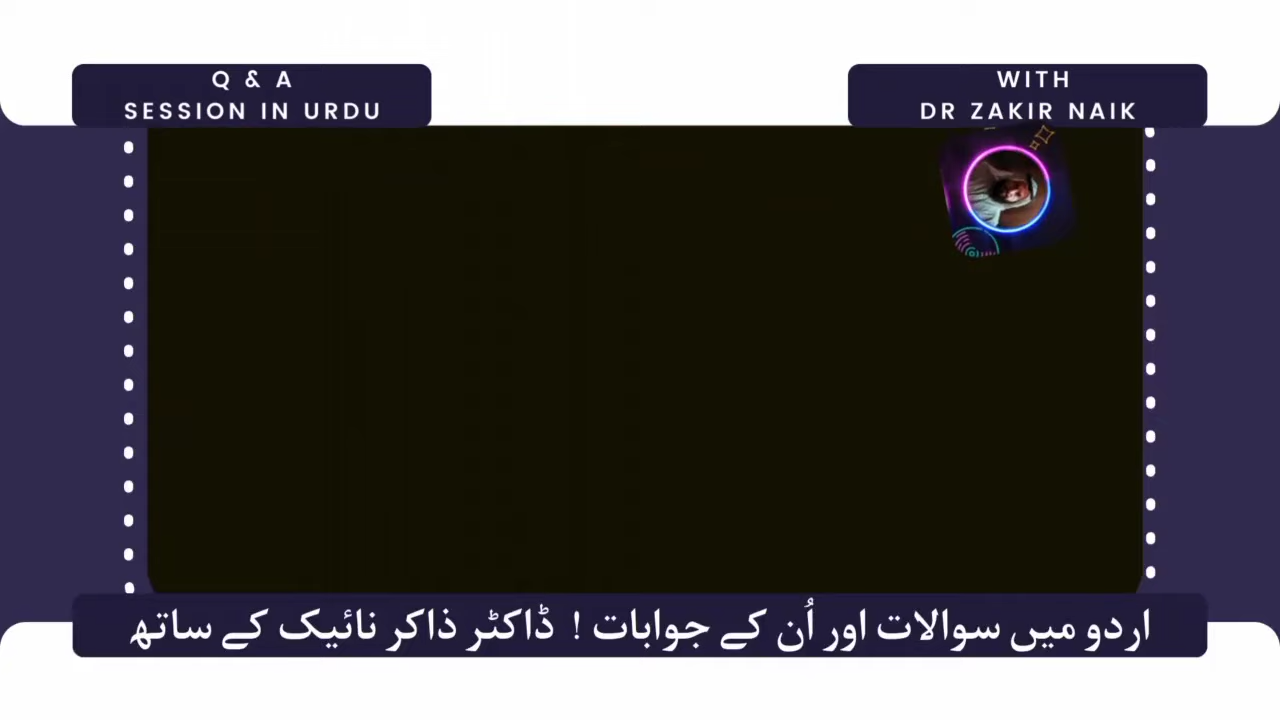 Q & A
SESSION IN URDU
WITH
DR ZAKIR NAIK
اردو میں سوالات اور اُن کے جوابات ! ڈاکٹر ذاکر نائیک کے ساتھ